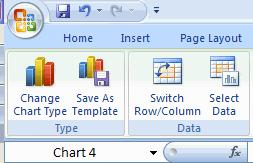 Home Insert Page Layout
Change Chart Type
Save As Template
Switch Row/Column
Select Data
Type Data
Chart 4 fx